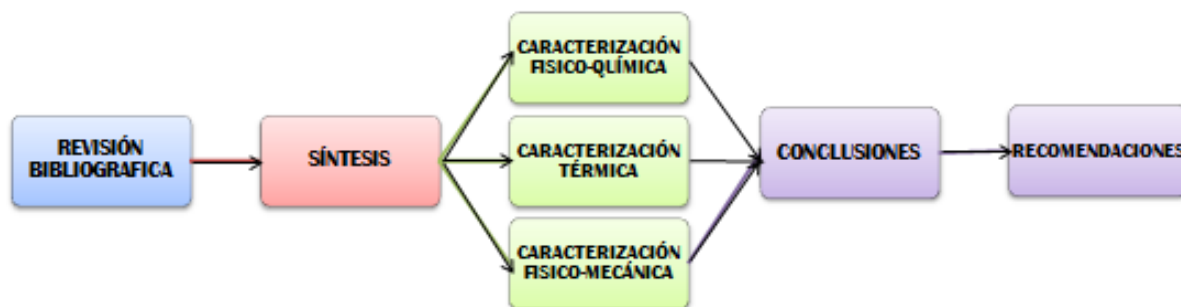 REVISIÓN
BIBLIOGRAFICA
SÍNTESIS
CARACTERIZACIÓN
FISICO-QUÍMICA
CARACTERIZACIÓN
TÉRMICA
CARACTERIZACIÓN
FISICO-MECÁNICA
CONCLUSIONES
RECOMENDACIONES